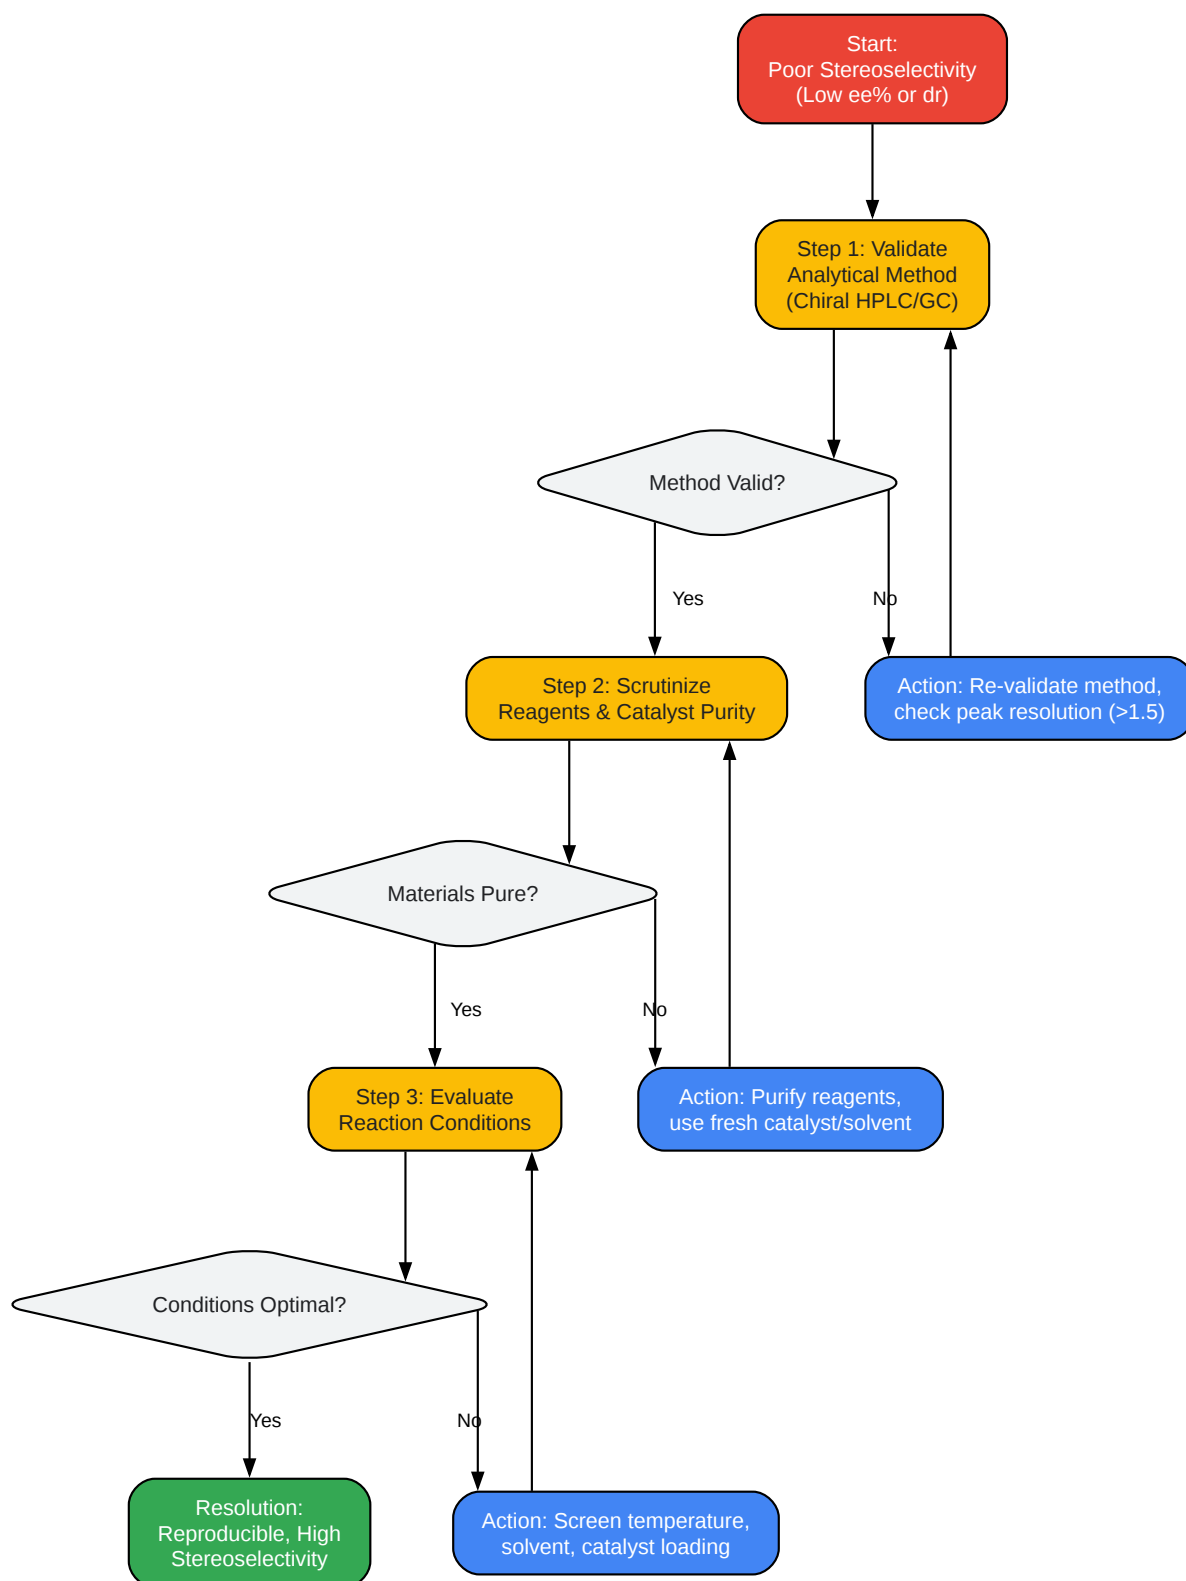 Start:
Poor Stereoselectivity
(Low ee% or dr)
Step 1: Validate
Analytical Method
(Chiral HPLC/GC)
Method Valid?
Yes
No
Step 2: Scrutinize
Reagents & Catalyst Purity
Action: Re-validate method,
check peak resolution (>1.5)
Materials Pure?
Yes
No
Step 3: Evaluate
Reaction Conditions
Action: Purify reagents,
use fresh catalyst/solvent
Conditions Optimal?
Yes
No
Resolution:
Reproducible, High
Stereoselectivity
Action: Screen temperature,
solvent, catalyst loading